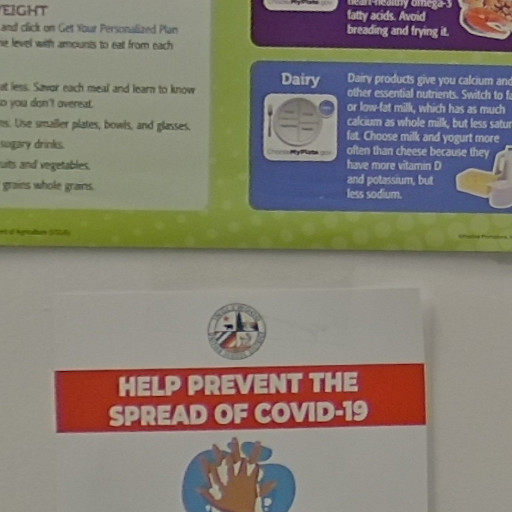 EIGHT
and click on Get Your Personalized Plan
level with amounts to eat from each
at less. Savor each meal and learn to know
you don't overeat.
Use smaller plates, bowls, and glasses.
sugary drinks.
and vegetables.
grains whole grains.
heart-healthy omega-3
fatty acids. Avoid
breading and frying it.
Dairy
ChooseMyPlate.gov
Dairy products give you calcium and
other essential nutrients. Switch to
or low-fat milk, which has as much
calcium as whole milk, but less
fat. Choose milk and yogurt more
often than cheese because they
have more vitamin D
and potassium, but
less sodium.
HELP PREVENT THE
SPREAD OF COVID-19